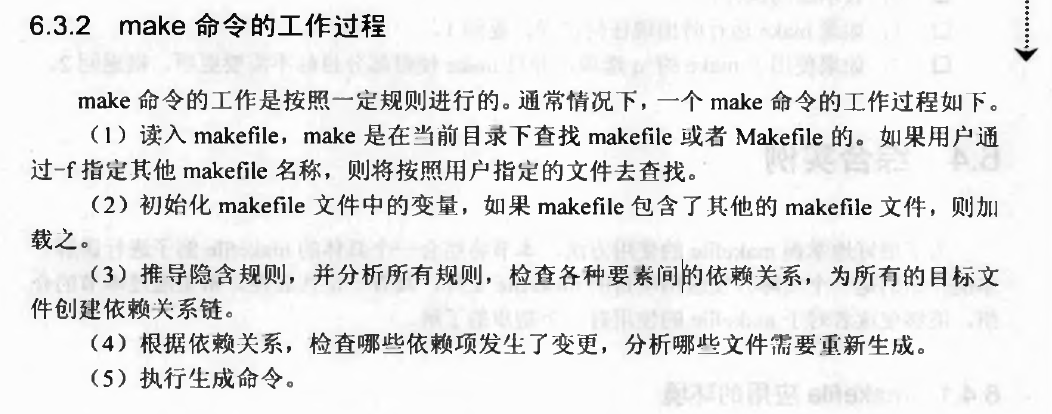 6.3.2 make 命令的工作过程
make 命令的工作是按照一定规则进行的。通常情况下，一个 make 命令的工作过程如下。
（1）读入 makefile，make 是在当前目录下查找 makefile 或者 Makefile 的。如果用户通
过-f 指定其他 makefile 名称，则将按照用户指定的文件去查找。
（2）初始化 makefile 文件中的变量，如果 makefile 包含了其他的 makefile 文件，则加
载之。
（3）推导隐含规则，并分析所有规则，检查各种要素间的依赖关系，为所有的目标文
件创建依赖关系链。
（4）根据依赖关系，检查哪些依赖项发生了变更，分析哪些文件需要重新生成。
（5）执行生成命令。